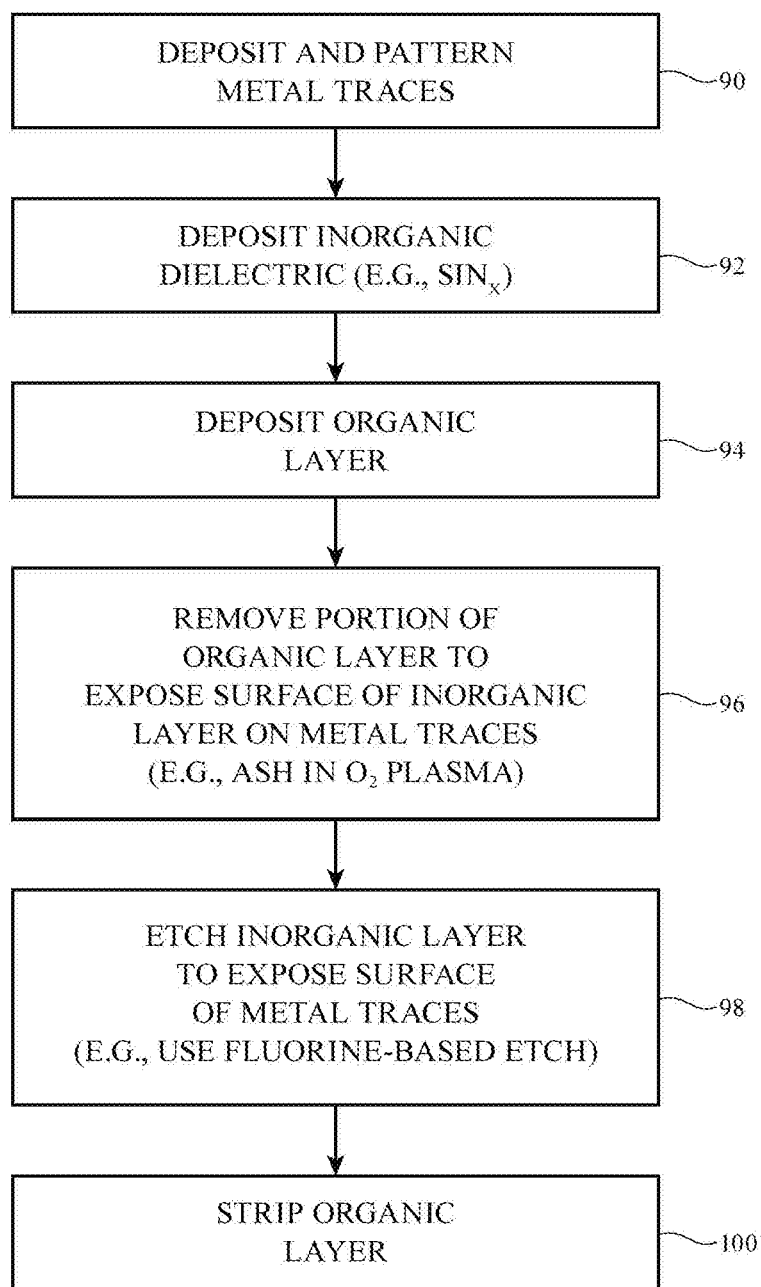 DEPOSIT AND PATTERN
METAL TRACES
90
DEPOSIT INORGANIC
DIELECTRIC (E.G., SINₓ)
92
DEPOSIT ORGANIC
LAYER
94
REMOVE PORTION OF
ORGANIC LAYER TO
EXPOSE SURFACE OF INORGANIC
LAYER ON METAL TRACES
(E.G., ASH IN O₂ PLASMA)
96
ETCH INORGANIC LAYER
TO EXPOSE SURFACE
OF METAL TRACES
(E.G., USE FLUORINE-BASED ETCH)
98
STRIP ORGANIC
LAYER
100